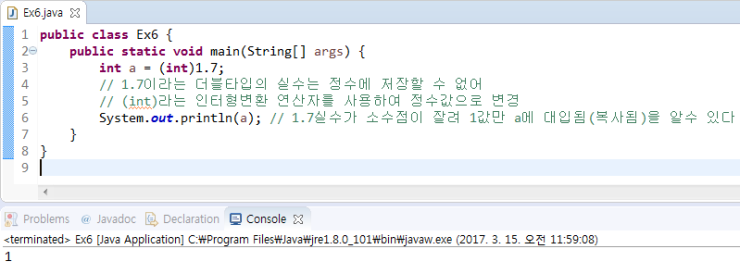 Ex6.java
1 public class Ex6 {
2 public static void main(String[] args) {
3 int a = (int)1.7;
4 // 1.7이라는 더블타입의 실수는 정수에 저장할 수 없어
5 // (int)라는 인터형변환 연산자를 사용하여 정수값으로 변경
6 System.out.println(a); // 1.7실수가 소수점이 잘려 1값만 a에 대입됨(복사됨)을 알수 있다
7 }
8 }
9
Problems @ Javadoc Declaration Console
<terminated> Ex6 [Java Application] C:₩Program Files₩Java₩jre1.8.0_101₩bin₩javaw.exe (2017. 3. 15. 오전 11:59:08)
1